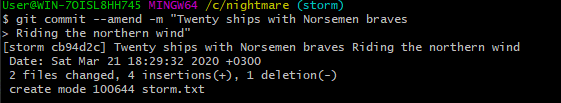 User@WIN-7OISL8HH745 MINGW64 /c/nightmare (storm)
$ git commit --amend -m "Twenty ships with Norsemen braves
> Riding the northern wind"
[storm cb94d2c] Twenty ships with Norsemen braves Riding the northern wind
 Date: Sat Mar 21 18:29:32 2020 +0300
 2 files changed, 4 insertions(+), 1 deletion(-)
 create mode 100644 storm.txt